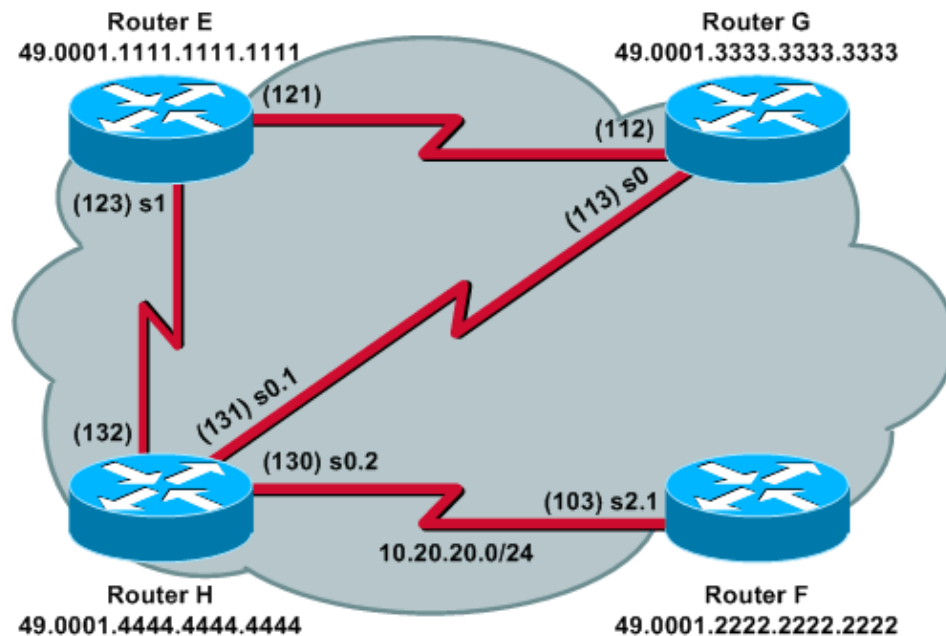 Router E
49.0001.1111.1111.1111
Router G
49.0001.3333.3333.3333
(121)
(112)
(123) s1
(113) s0
(132)
(131) s0.1
(130) s0.2
(103) s2.1
10.20.20.0/24
Router H
49.0001.4444.4444.4444
Router F
49.0001.2222.2222.2222